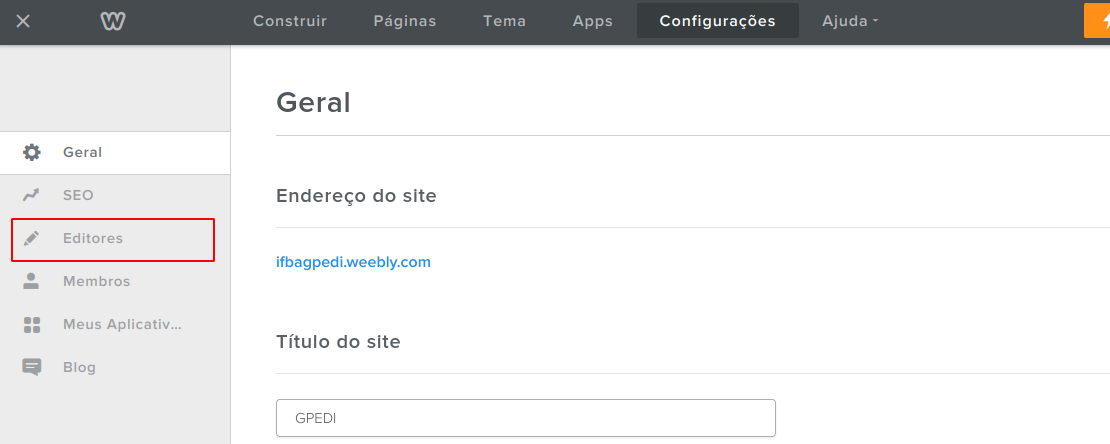 Construir Páginas Tema Apps Configurações Ajuda
Geral
SEO
Editores
Membros
Meus Aplicativ...
Blog
Geral
Endereço do site
ifbagpedi.weebly.com
Título do site
GPEDI